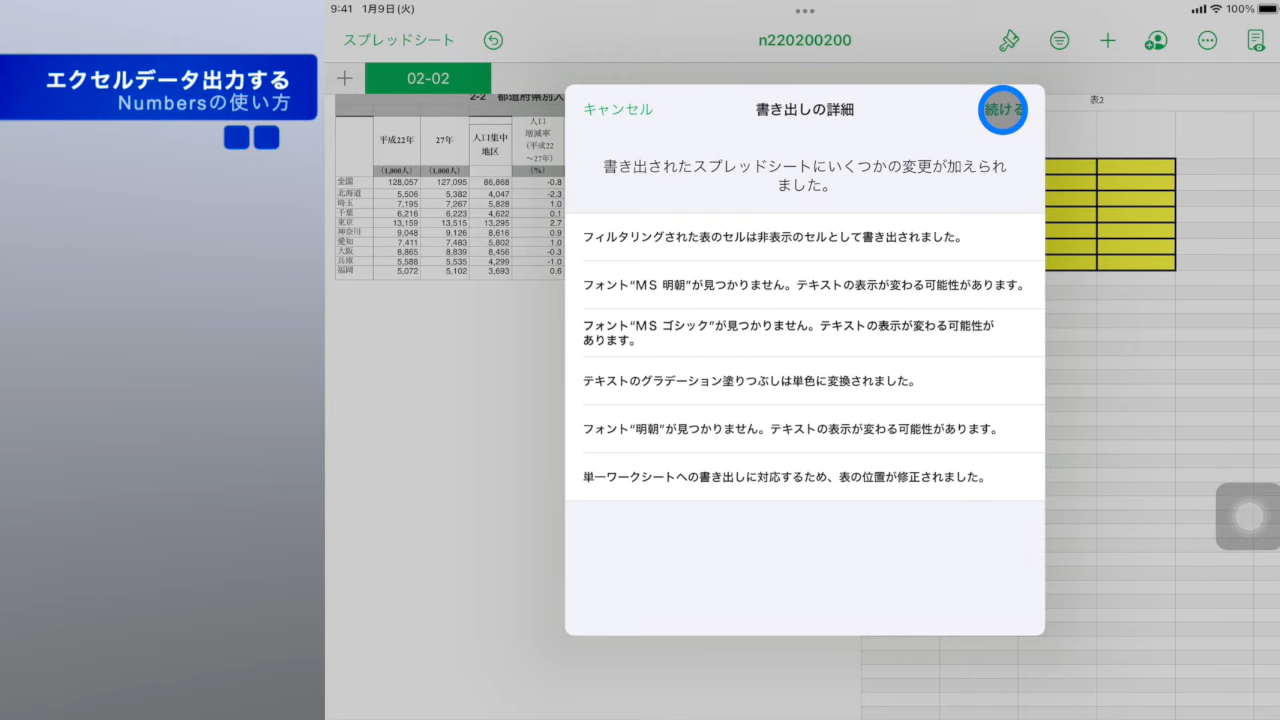 エクセルデータ出力する
Numbersの使い方
9:41 1月9日(火)
100%
スプレッドシート
n220200200
02-02
2-2 都道府県別人
表2
平成22年 27年 人口集中地区 人口増減率(平成22～27年)
(1,000人) (1,000人) (%)
全国 128,057 127,095 86,868 -0.8
北海道 5,506 5,382 4,047 -2.3
埼玉 7,195 7,267 5,828 1.0
千葉 6,216 6,223 4,622 0.1
東京 13,159 13,515 13,295 2.7
神奈川 9,048 9,126 8,616 0.9
愛知 7,411 7,483 5,802 1.0
大阪 8,865 8,839 8,456 -0.3
兵庫 5,588 5,535 4,299 -1.0
福岡 5,072 5,102 3,693 0.6
キャンセル
書き出しの詳細
続ける
書き出されたスプレッドシートにいくつかの変更が加えられ
ました。
フィルタリングされた表のセルは非表示のセルとして書き出されました。
フォント“ＭＳ 明朝”が見つかりません。テキストの表示が変わる可能性があります。
フォント“ＭＳ ゴシック”が見つかりません。テキストの表示が変わる可能性が
あります。
テキストのグラデーション塗りつぶしは単色に変換されました。
フォント“明朝”が見つかりません。テキストの表示が変わる可能性があります。
単一ワークシートへの書き出しに対応するため、表の位置が修正されました。